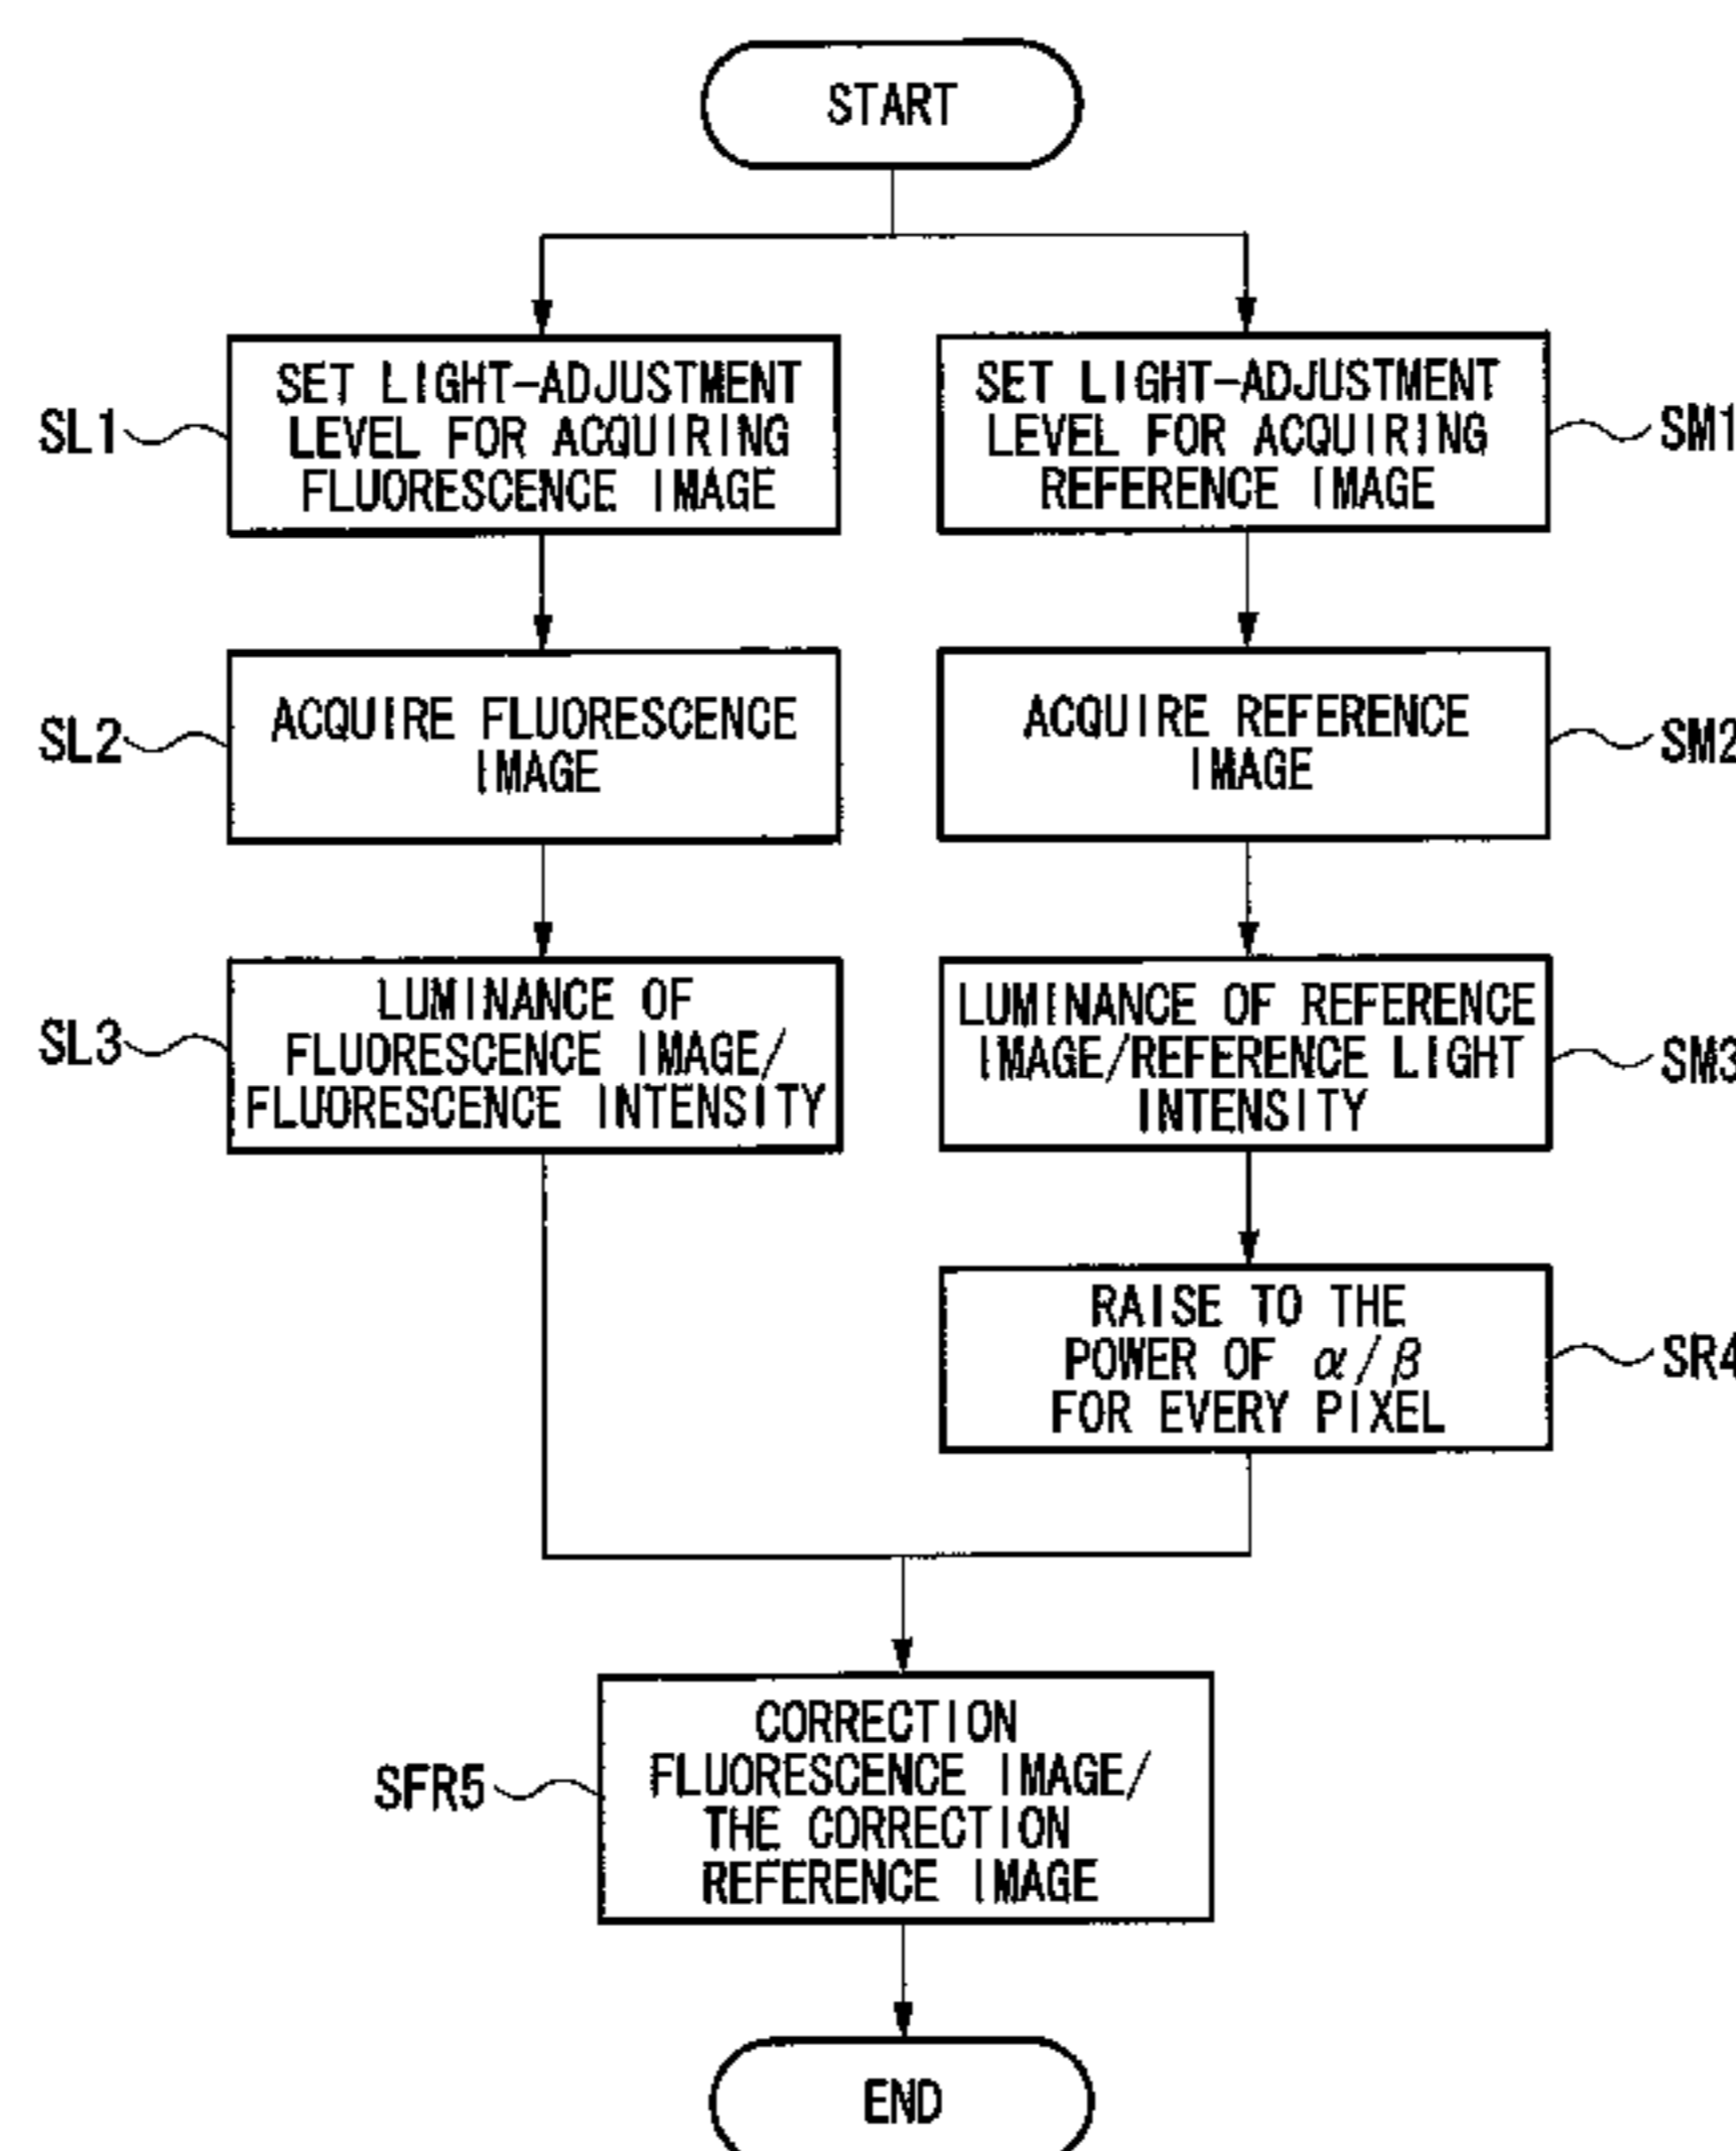 START
SET LIGHT-ADJUSTMENT
LEVEL FOR ACQUIRING
FLUORESCENCE IMAGE
SL1
SET LIGHT-ADJUSTMENT
LEVEL FOR ACQUIRING
REFERENCE IMAGE
SM1
ACQUIRE FLUORESCENCE
IMAGE
SL2
ACQUIRE REFERENCE
IMAGE
SM2
LUMINANCE OF
FLUORESCENCE IMAGE/
FLUORESCENCE INTENSITY
SL3
LUMINANCE OF REFERENCE
IMAGE/REFERENCE LIGHT
INTENSITY
SM3
RAISE TO THE
POWER OF α/β
FOR EVERY PIXEL
SR4
CORRECTION
FLUORESCENCE IMAGE/
THE CORRECTION
REFERENCE IMAGE
SFR5
END